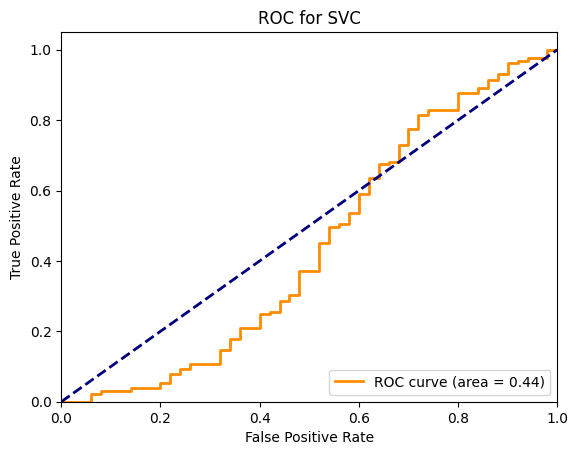 ROC for SVC
True Positive Rate
1.0
0.8
0.6
0.4
0.2
0.0
ROC curve (area = 0.44)
0.0 0.2 0.4 0.6 0.8 1.0
False Positive Rate